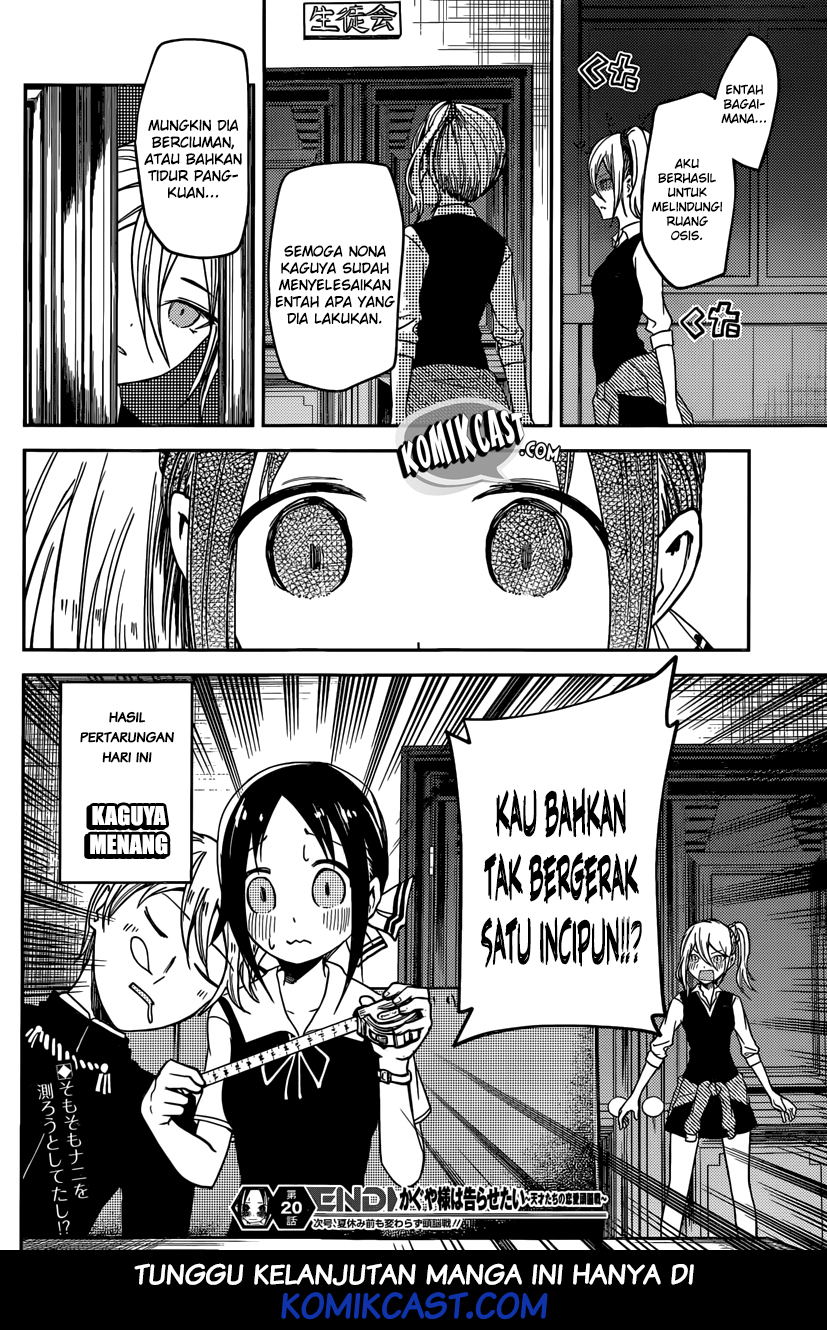 生徒会
ENTAH
BAGAI-
MANA...
AKU
BERHASIL
UNTUK
MELINDUNGI
RUANG
OSIS.
SEMOGA NONA
KAGUYA SUDAH
MENYELESAIKAN
ENTAH APA YANG
DIA LAKUKAN.
MUNGKIN DIA
BERCIUMAN,
ATAU BAHKAN
TIDUR PANG-
KUAN...
KOMIKCAST
.COM
HASIL
PERTARUNGAN
HARI INI
KAGUYA
MENANG
KAU BAHKAN
TAK BERGERAK
SATU INCIPUN!!?
◆そもそもナニを
測ろうとしてたし!?
第
20
話
END
かぐや様は告らせたい~天才たちの恋愛頭脳戦~
次号、夏休み前も変わらず頭脳戦!!
TUNGGU KELANJUTAN MANGA INI HANYA DI
KOMIKCAST.COM